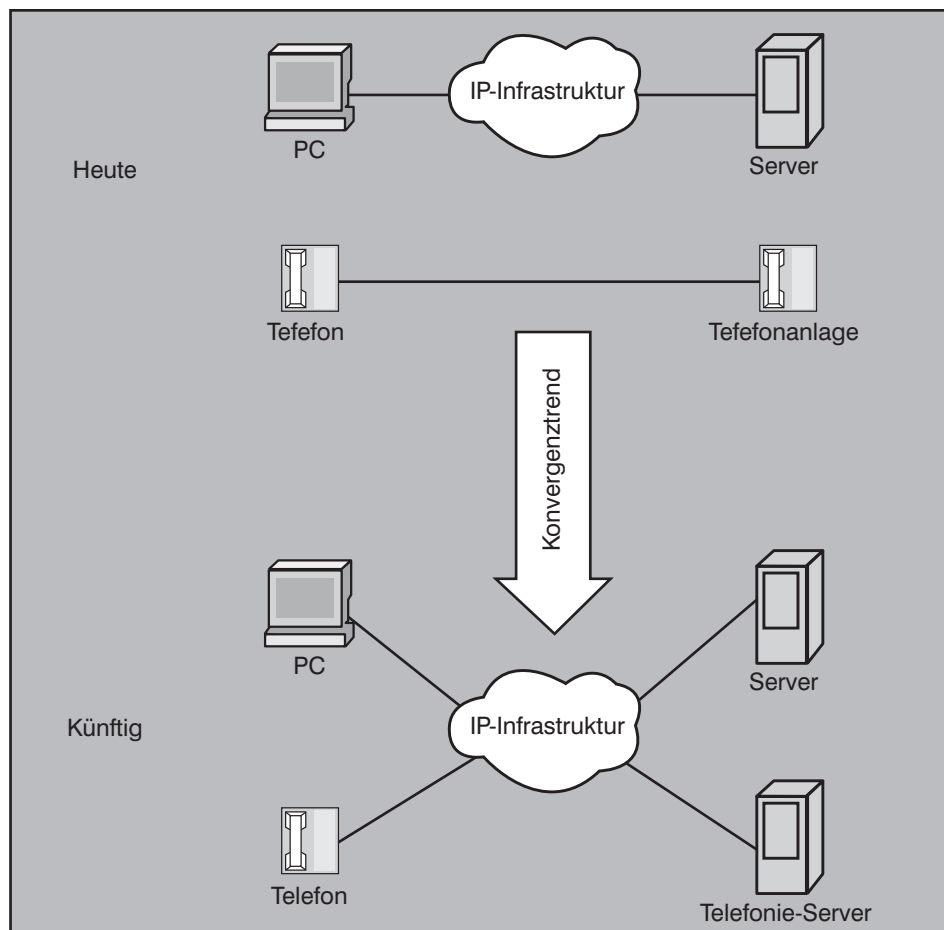 IP-Infrastruktur
PC
Server
Heute
Tefefon
Tefefonanlage
Konvergenztrend
PC
Server
IP-Infrastruktur
Künftig
Telefon
Telefonie-Server